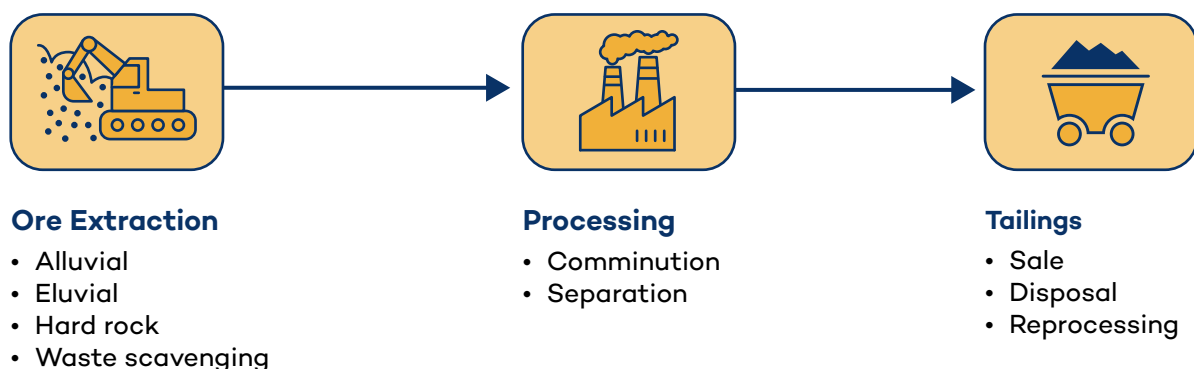 Ore Extraction
• Alluvial
• Eluvial
• Hard rock
• Waste scavenging
Processing
• Comminution
• Separation
Tailings
• Sale
• Disposal
• Reprocessing